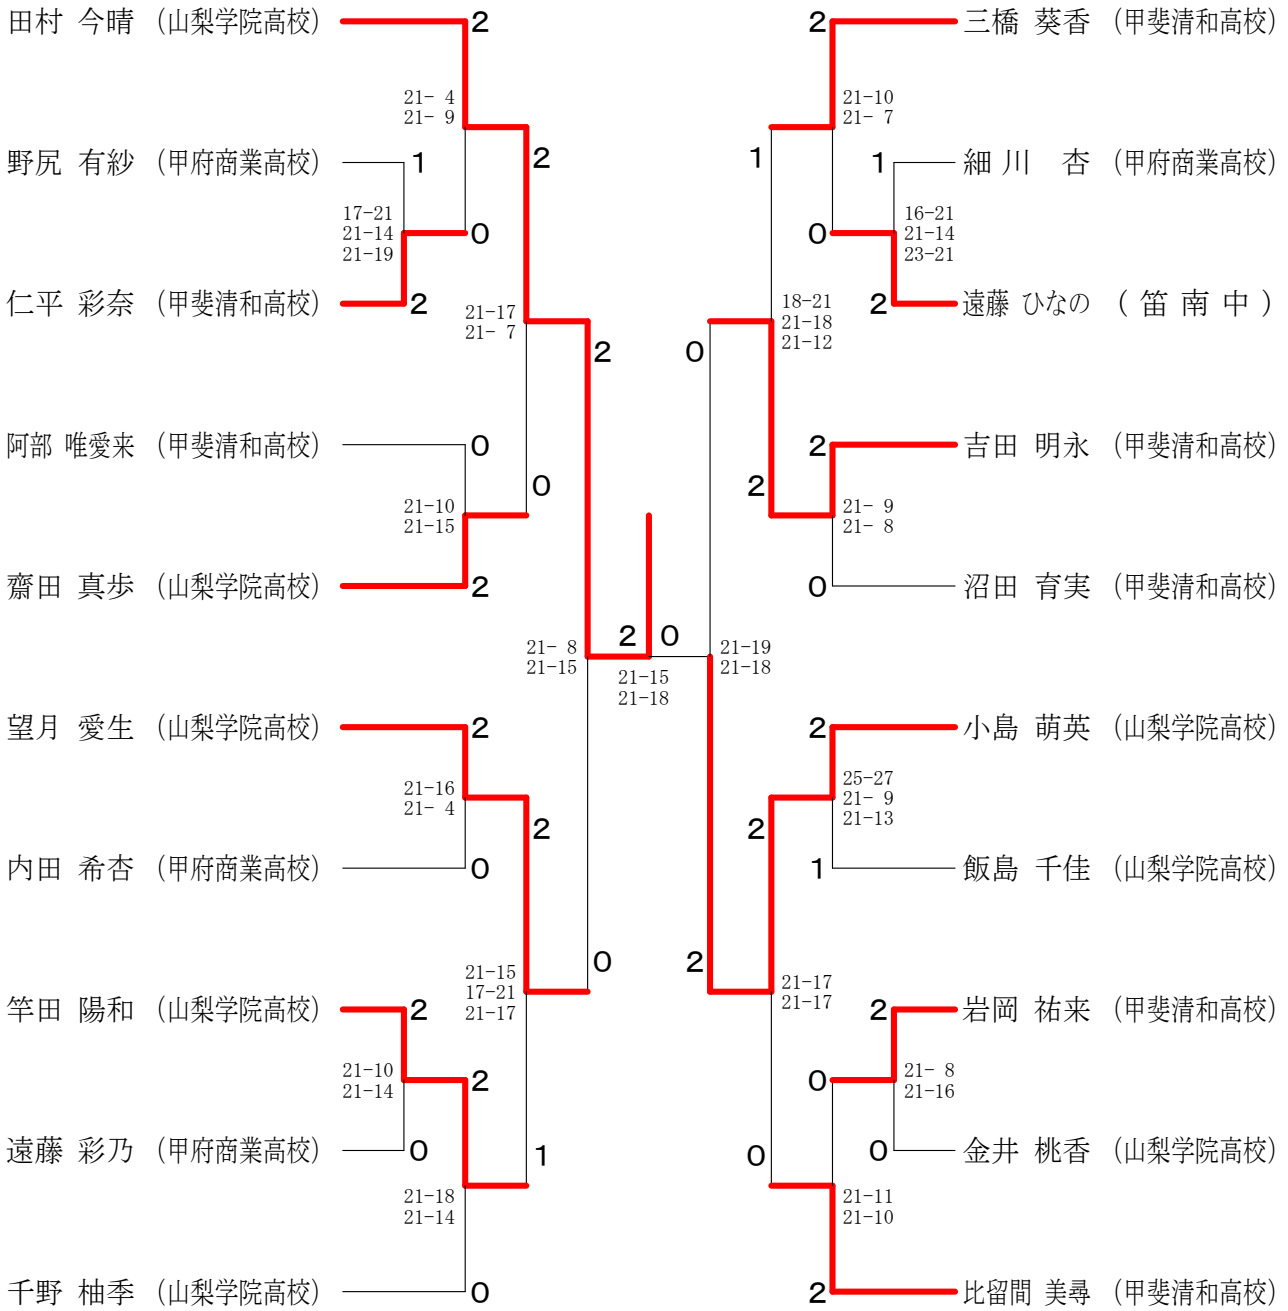 田村 今晴 (山梨学院高校) 2 2 三橋 葵香 (甲斐清和高校)
21- 4 21-10
21- 9 21- 7
野尻 有紗 (甲府商業高校) 1 2 1 1 細川 杏 (甲府商業高校)
17-21 16-21
21-14 0 0 21-14
21-19 23-21
仁平 彩奈 (甲斐清和高校) 2 2 遠藤 ひなの (笛南中)
21-17 18-21
21- 7 21-18
2 0 21-12
阿部 唯愛来 (甲斐清和高校) 0 2 吉田 明永 (甲斐清和高校)
0 2
21-10 21- 9
21-15 21- 8
齋田 真歩 (山梨学院高校) 2 0 沼田 育実 (甲斐清和高校)
2 0
21- 8 21-19
21-15 21-18
21-15
21-18
望月 愛生 (山梨学院高校) 2 2 小島 萌英 (山梨学院高校)
21-16 25-27
21- 4 21- 9
2 2 21-13
内田 希杏 (甲府商業高校) 0 1 飯島 千佳 (山梨学院高校)
0 2
21-15 21-17
17-21 21-17
21-17
竿田 陽和 (山梨学院高校) 2 2 岩岡 祐来 (甲斐清和高校)
21-10 2 0 21- 8
21-14 21-16
遠藤 彩乃 (甲府商業高校) 0 1 0 0 金井 桃香 (山梨学院高校)
21-18 21-11
21-14 21-10
千野 柚季 (山梨学院高校) 0 2 比留間 美尋 (甲斐清和高校)